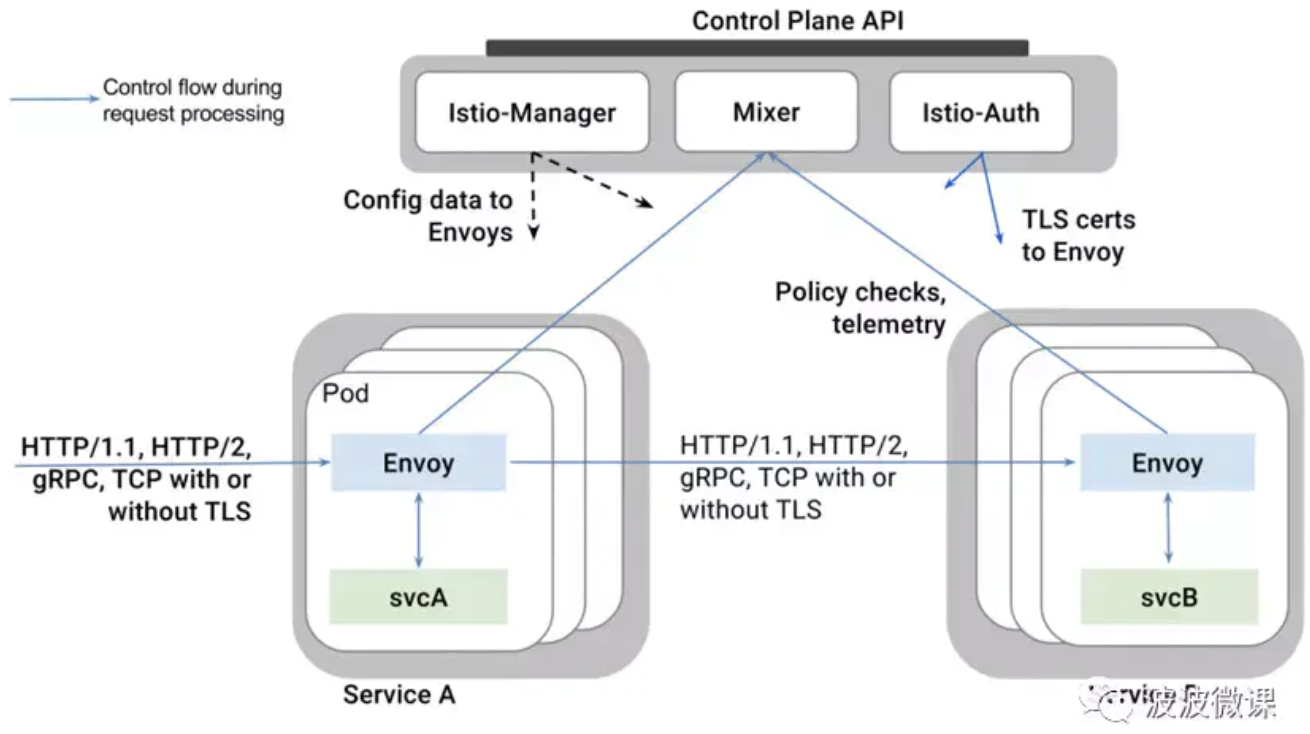 Control Plane API
Control flow during
request processing
Istio-Manager
Mixer
Istio-Auth
Config data to
Envoys
TLS certs
to Envoy
Policy checks,
telemetry
Pod
HTTP/1.1, HTTP/2,
gRPC, TCP with or
without TLS
Envoy
HTTP/1.1, HTTP/2,
gRPC, TCP with or
without TLS
Envoy
svcA
svcB
Service A
波波微课